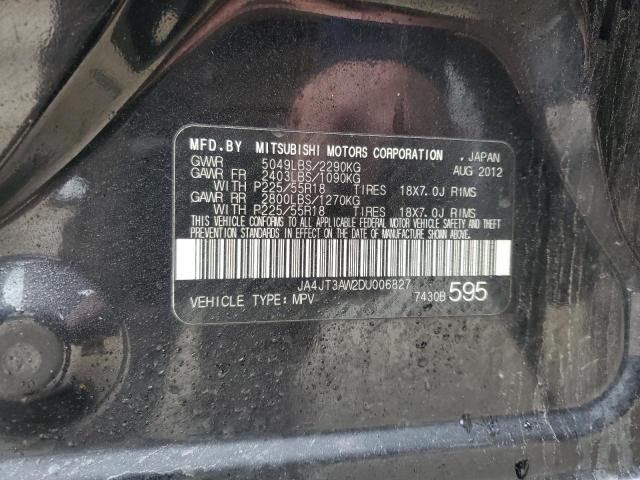 MFD.BY MITSUBISHI MOTORS CORPORATION , JAPAN
GVWR 5049LBS/2290KG AUG 2012
GAWR FR 2403LBS/1090KG
WITH P225/55R18 TIRES 18X7.0J RIMS
GAWR RR 2800LBS/1270KG
WITH P225/55R18 TIRES 18X7.0J RIMS
THIS VEHICLE CONFORMS TO ALL APPLICABLE FEDERAL MOTOR VEHICLE SAFETY AND THEFT
PREVENTION STANDARDS IN EFFECT ON THE DATE OF MANUFACTURE SHOWN ABOVE.
JA4JT3AW2DU006827
VEHICLE TYPE: MPV 7430B 595